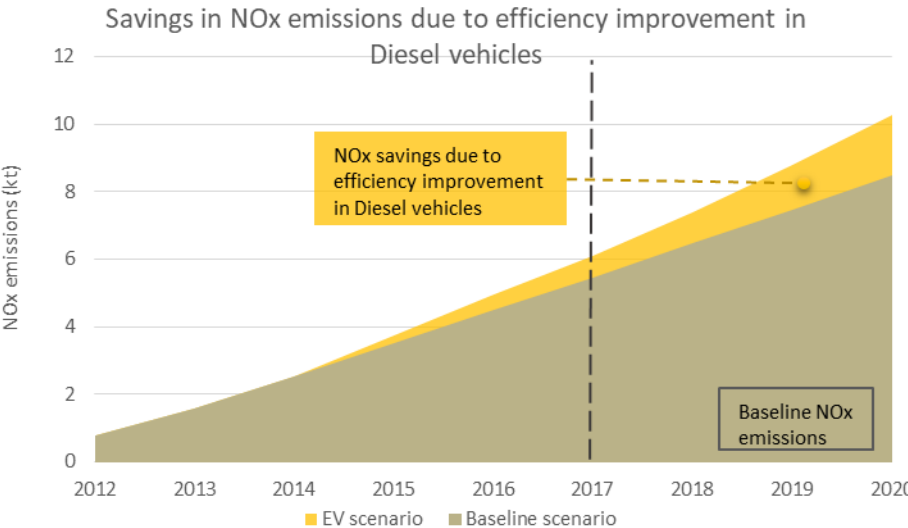 Savings in NOx emissions due to efficiency improvement in
Diesel vehicles
12
10
8
6
4
2
0
NOx emissions (kt)
NOx savings due to
efficiency improvement
in Diesel vehicles
Baseline NOx
emissions
2012 2013 2014 2015 2016 2017 2018 2019 2020
EV scenario Baseline scenario